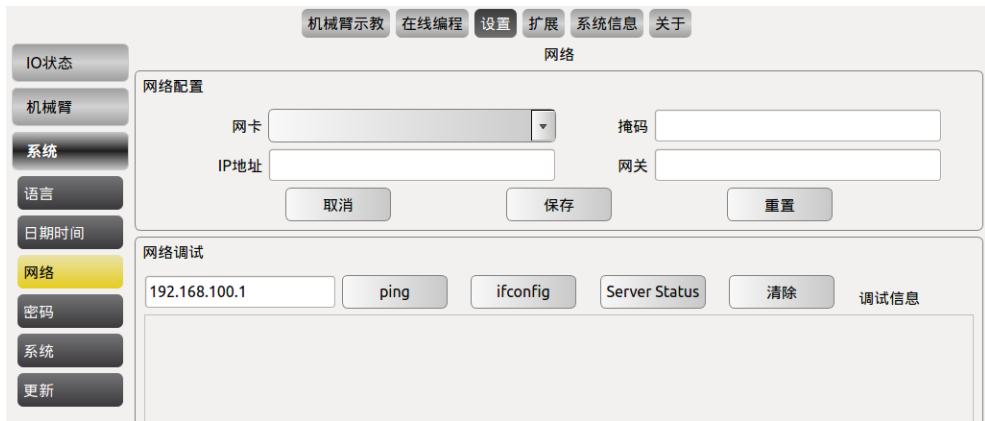 机械臂示教 在线编程 设置 扩展 系统信息 关于
网络
IO状态
机械臂
系统
语言
日期时间
网络
密码
系统
更新
网络配置
网卡 掩码
IP地址 网关
取消 保存 重置
网络调试
192.168.100.1 ping ifconfig Server Status 清除 调试信息